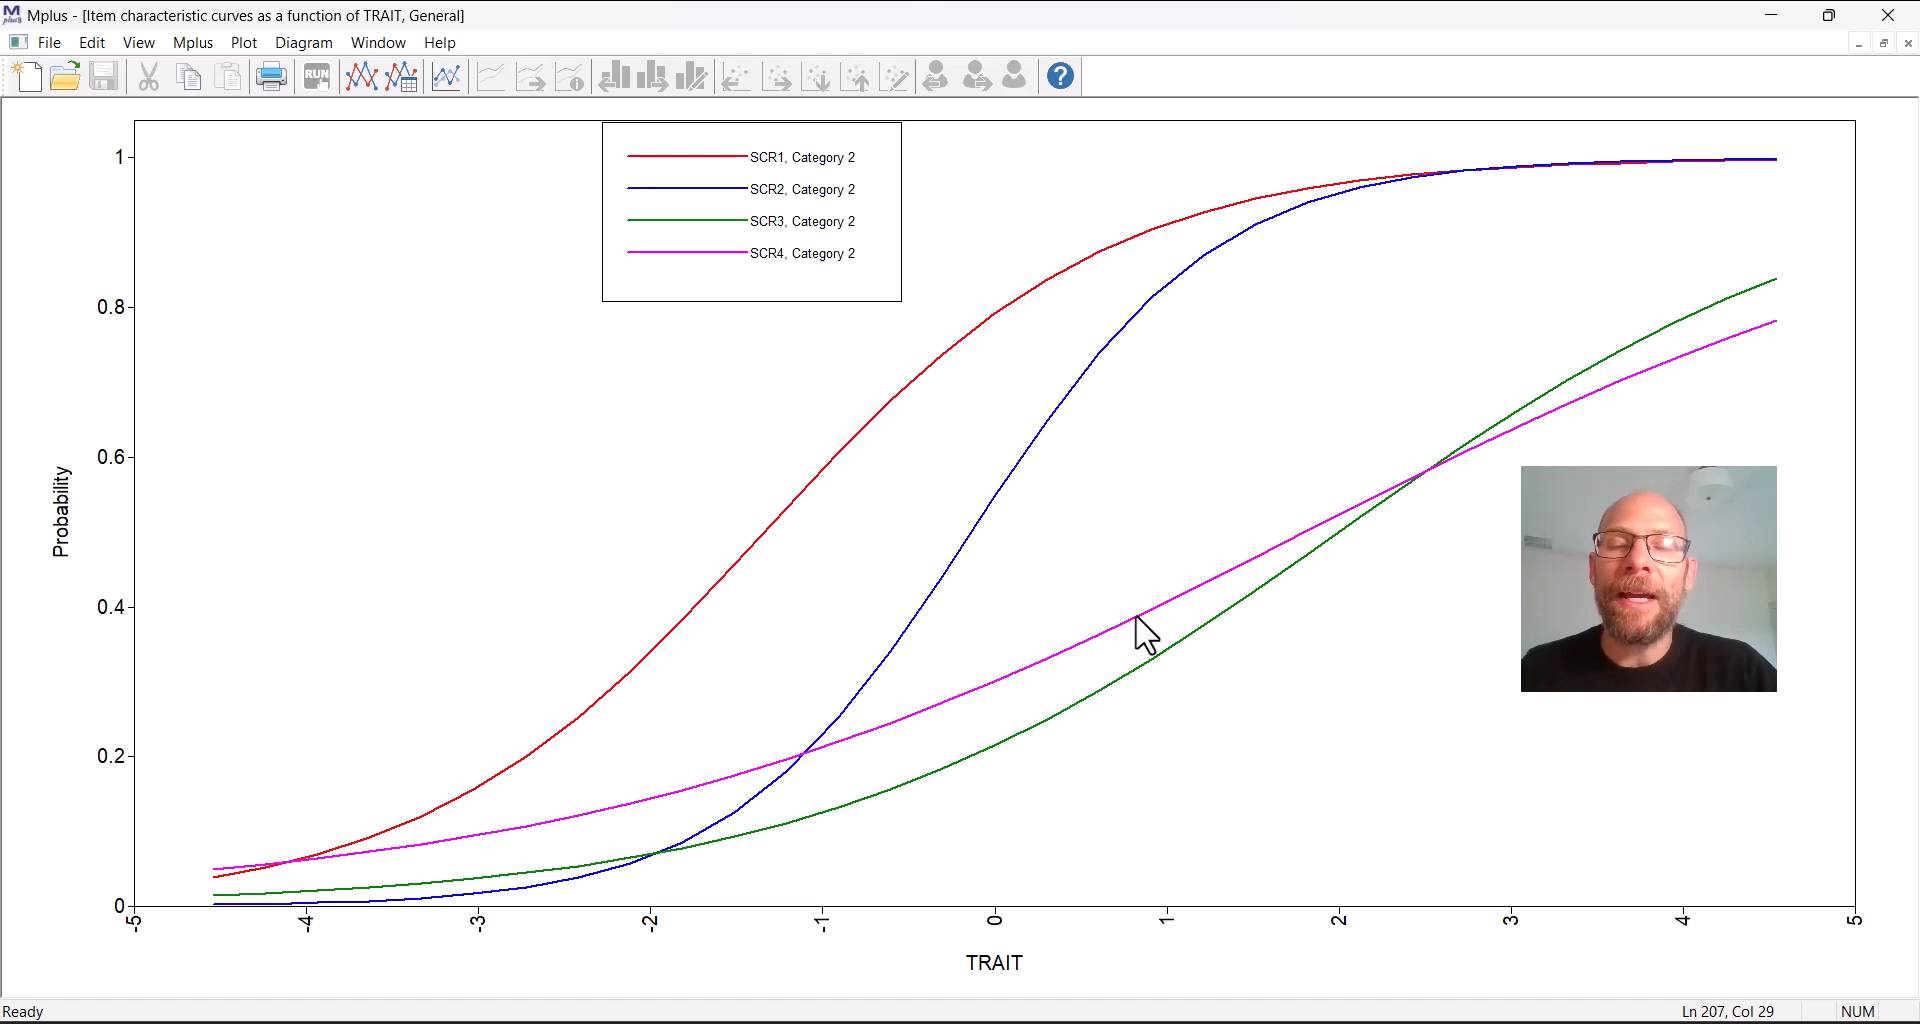 Mplus - [Item characteristic curves as a function of TRAIT, General]
File Edit View Mplus Plot Diagram Window Help
RUN
SCR1, Category 2
SCR2, Category 2
SCR3, Category 2
SCR4, Category 2
1
0.8
0.6
0.4
0.2
0
Probability
-5 -4 -3 -2 -1 0 1 2 3 4 5
TRAIT
Ready Ln 207, Col 29 NUM